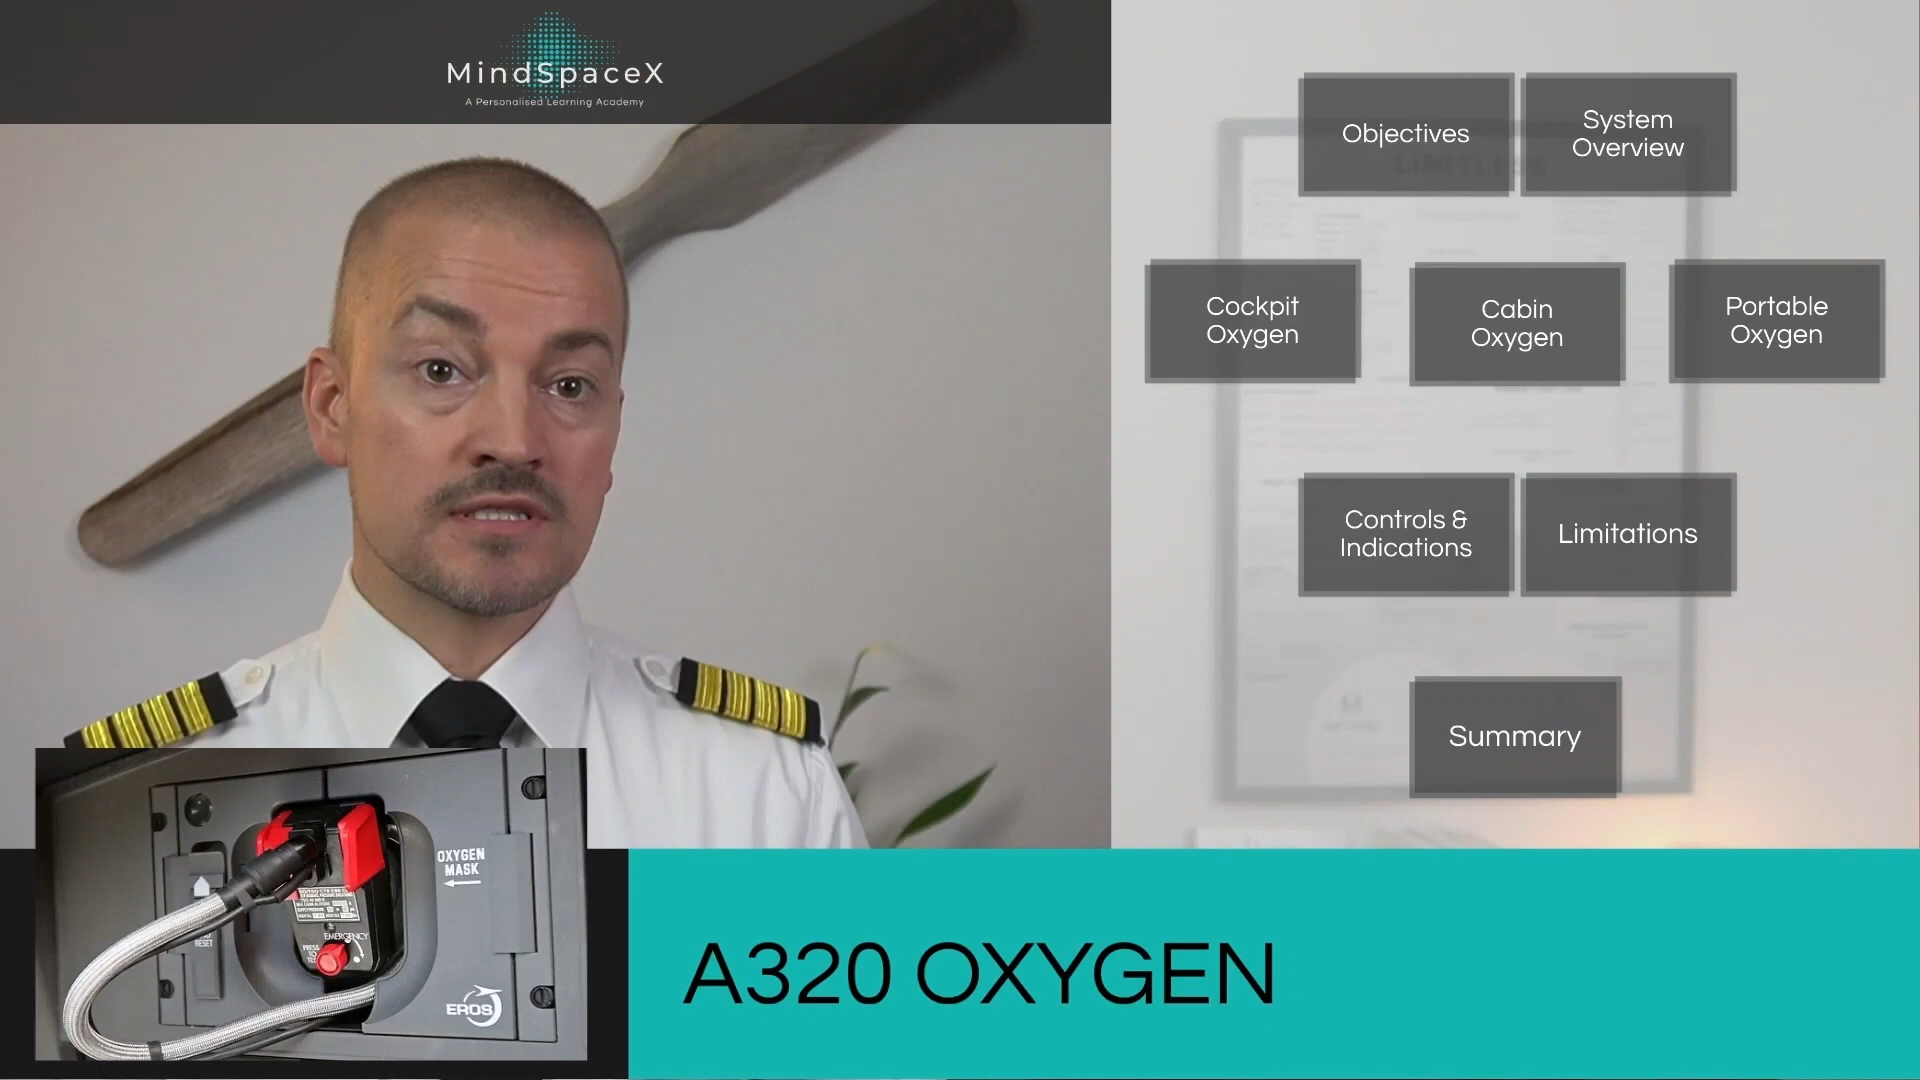 MindSpaceX
A Personalised Learning Academy
Objectives
System
Overview
Cockpit
Oxygen
Cabin
Oxygen
Portable
Oxygen
Controls &
Indications
Limitations
Summary
OXYGEN
MASK
RESET
EMERGENCY
PRESS
TO
EROS
A320 OXYGEN